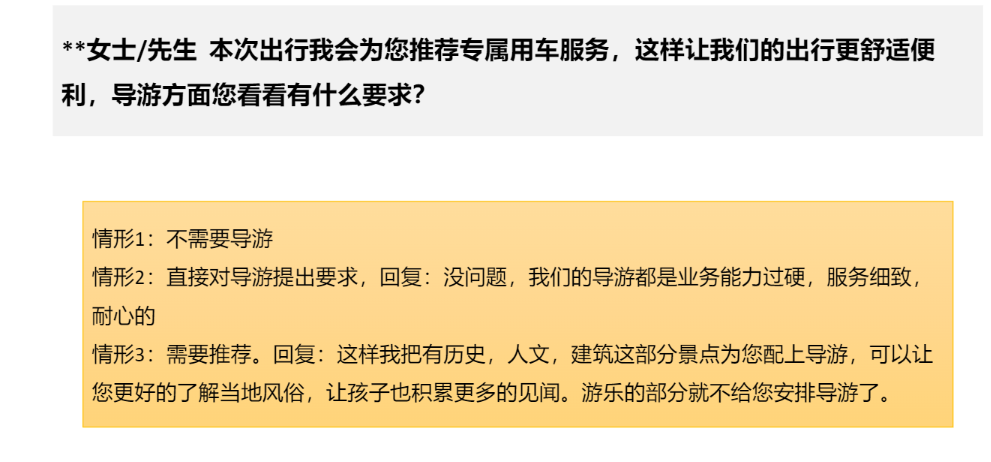 **女士/先生 本次出行我会为您推荐专属用车服务，这样让我们的出行更舒适便
利，导游方面您看看有什么要求？
情形1：不需要导游
情形2：直接对导游提出要求，回复：没问题，我们的导游都是业务能力过硬，服务细致，
耐心的
情形3：需要推荐。回复：这样我把有历史，人文，建筑这部分景点为您配上导游，可以让
您更好的了解当地风俗，让孩子也积累更多的见闻。游乐的部分就不给您安排导游了。